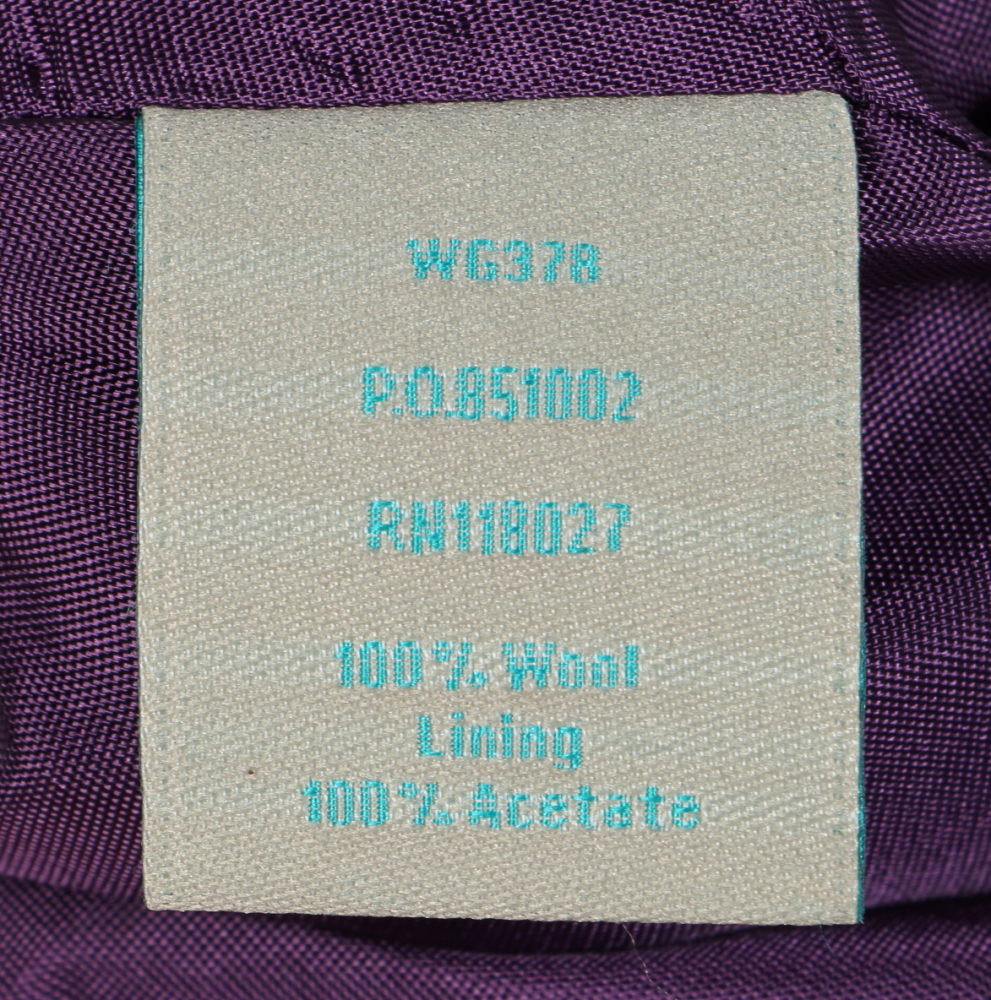 WG378
P.O.851002
RN118027
100% Wool
Lining
100% Acetate